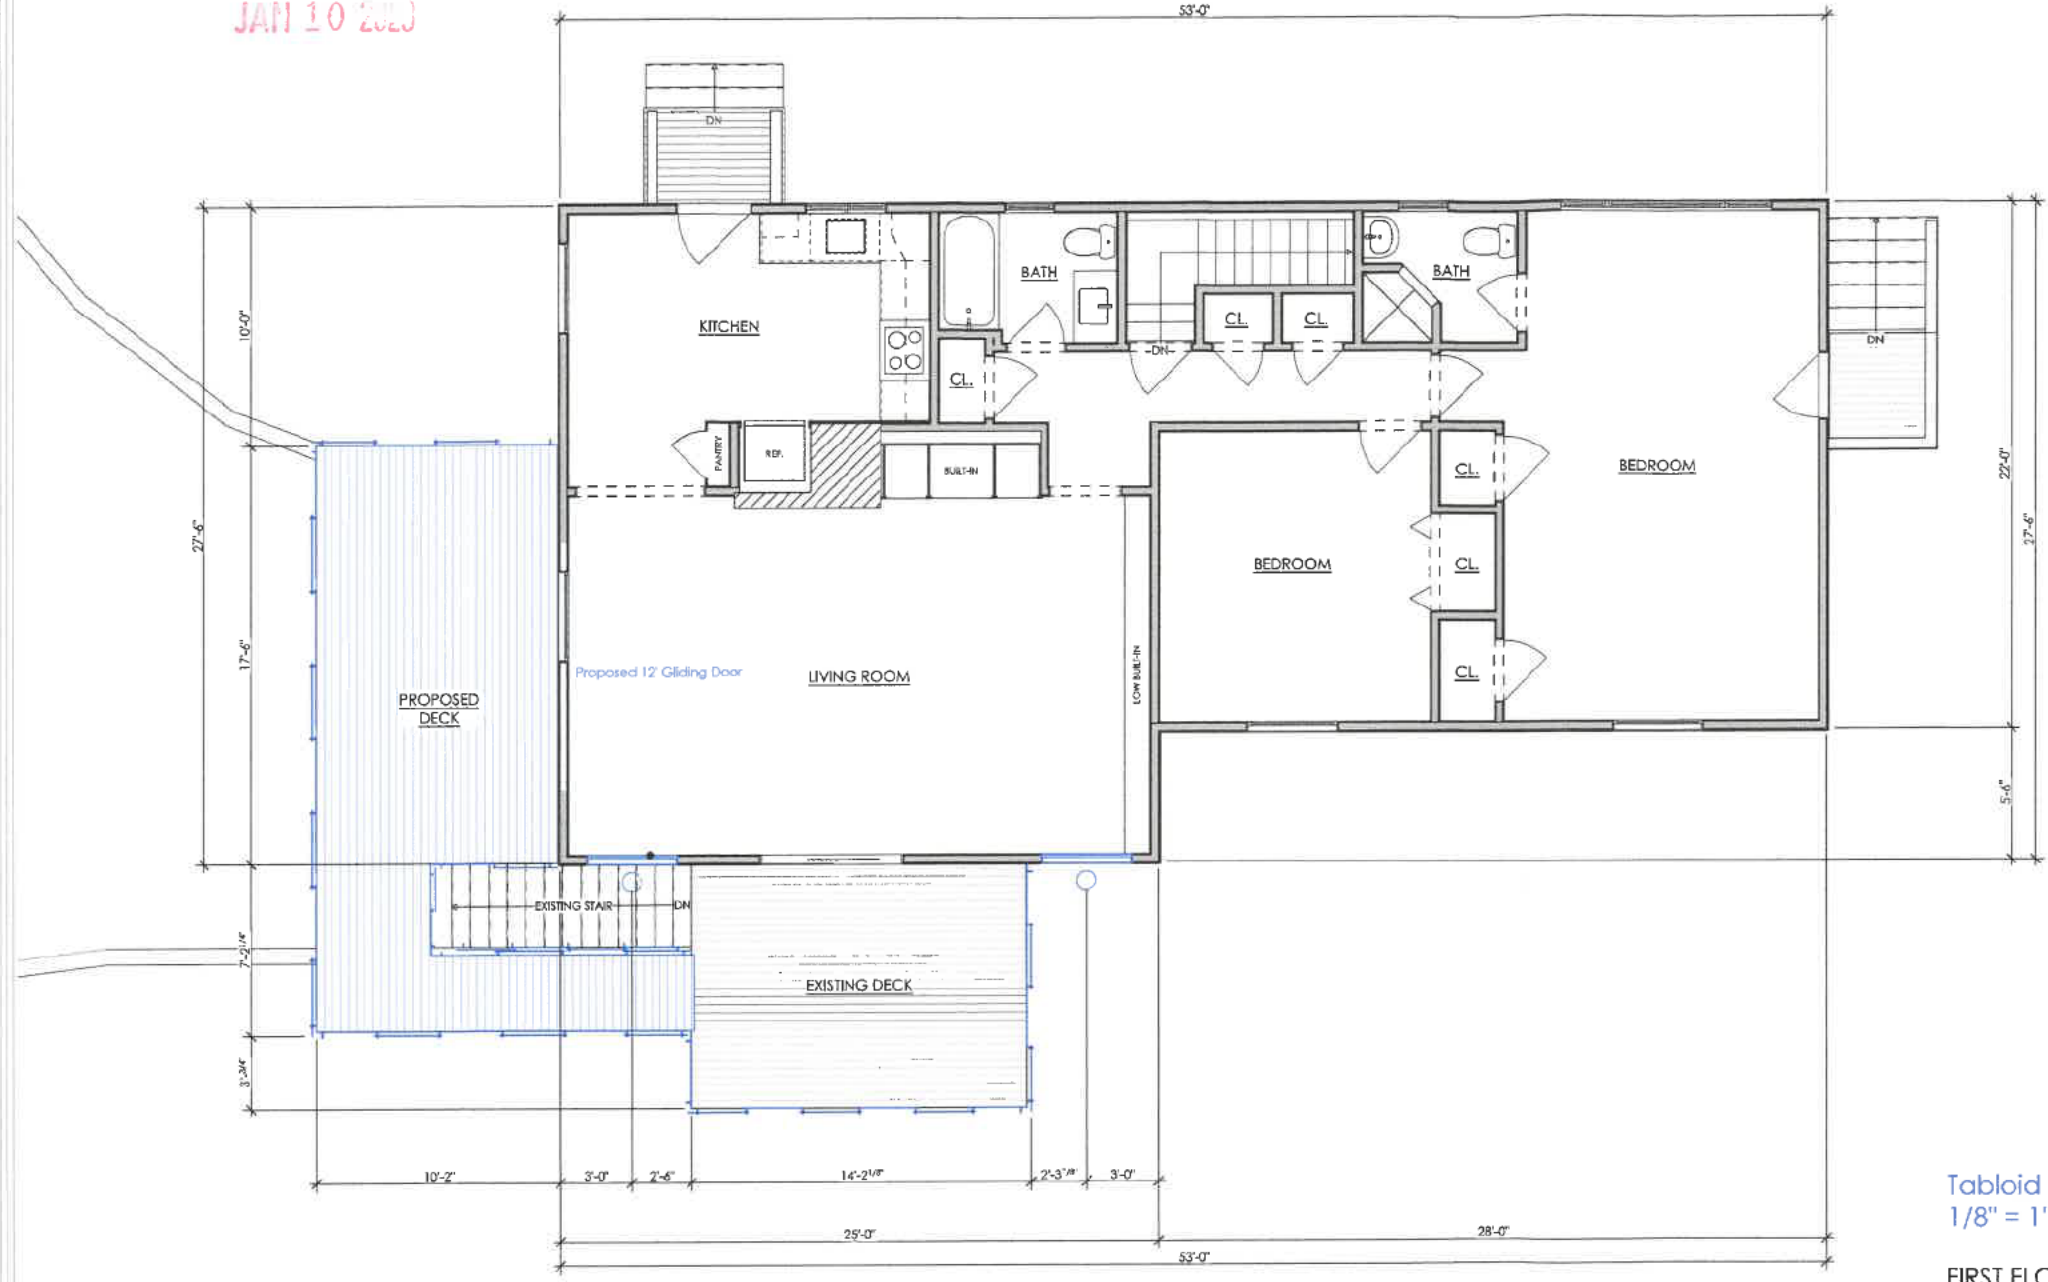 JAN 10 2023
53'-0"
DN
10'-0"
27'-6"
17'-6"
7'-2 1/4"
3'-3/4"
KITCHEN
BATH
CL.
CL.
BATH
CL.
DN
DN
PANTRY
REF.
BUILT-IN
BEDROOM
CL.
BEDROOM
CL.
CL.
LOW BUILT-IN
22'-0"
27'-6"
5'-6"
Proposed 12' Gliding Door
LIVING ROOM
PROPOSED
DECK
EXISTING STAIR
DN
EXISTING DECK
10'-2"
3'-0"
2'-6"
14'-2 1/8"
2'-3 7/8"
3'-0"
25'-0"
28'-0"
53'-0"
Tabloid
1/8" = 1'
FIRST FLO